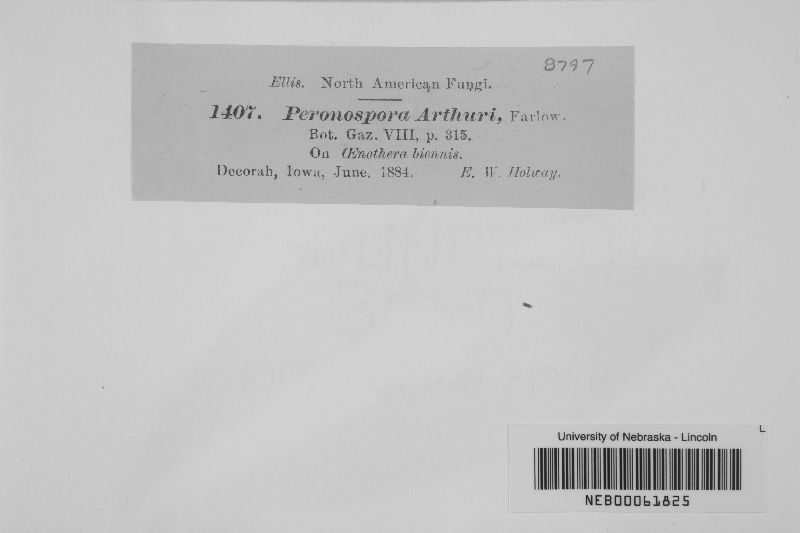 8797
Ellis. North American Fungi.
1407. Peronospora Arthuri, Farlow.
Bot. Gaz. VIII, p. 315.
On Œnothera biennis.
Decorah, Iowa, June, 1884. E. W. Holway.
L
University of Nebraska - Lincoln
NEB00061825